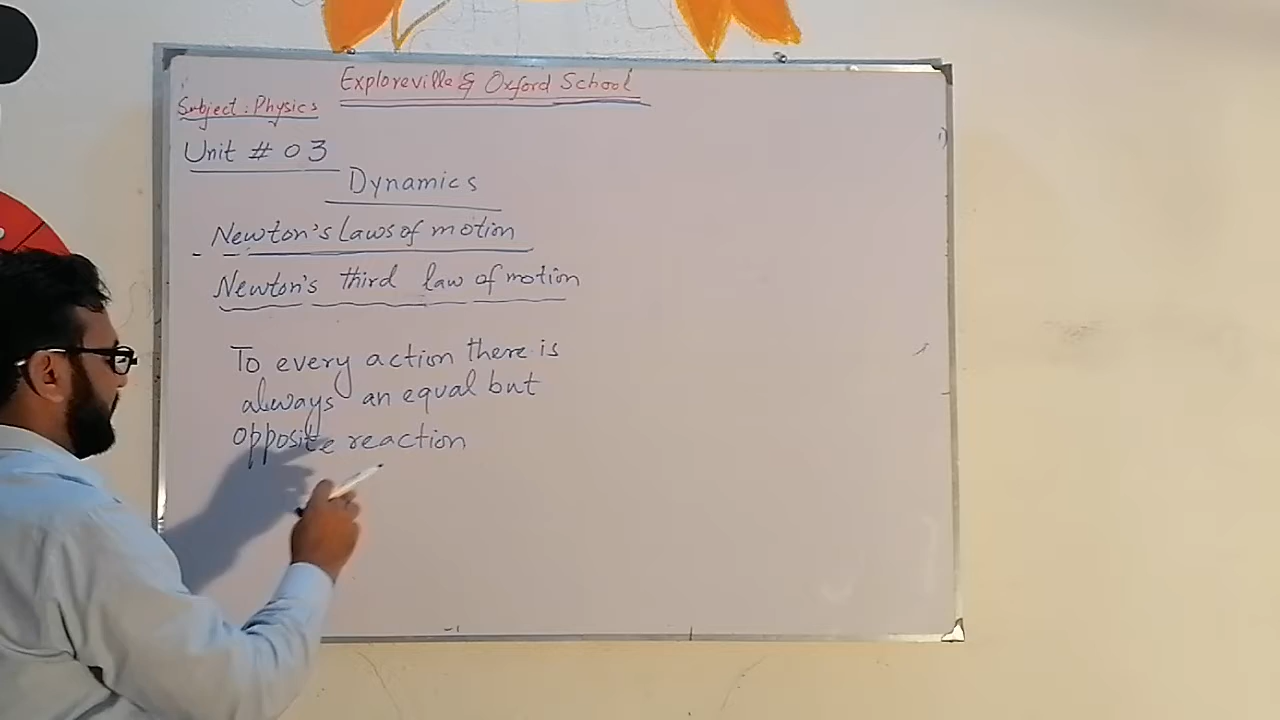 Exploreville & Oxford School
Subject: Physics
Unit # 03
Dynamics
Newton's Laws of motion
Newton's third law of motion
To every action there is
always an equal but
opposite reaction